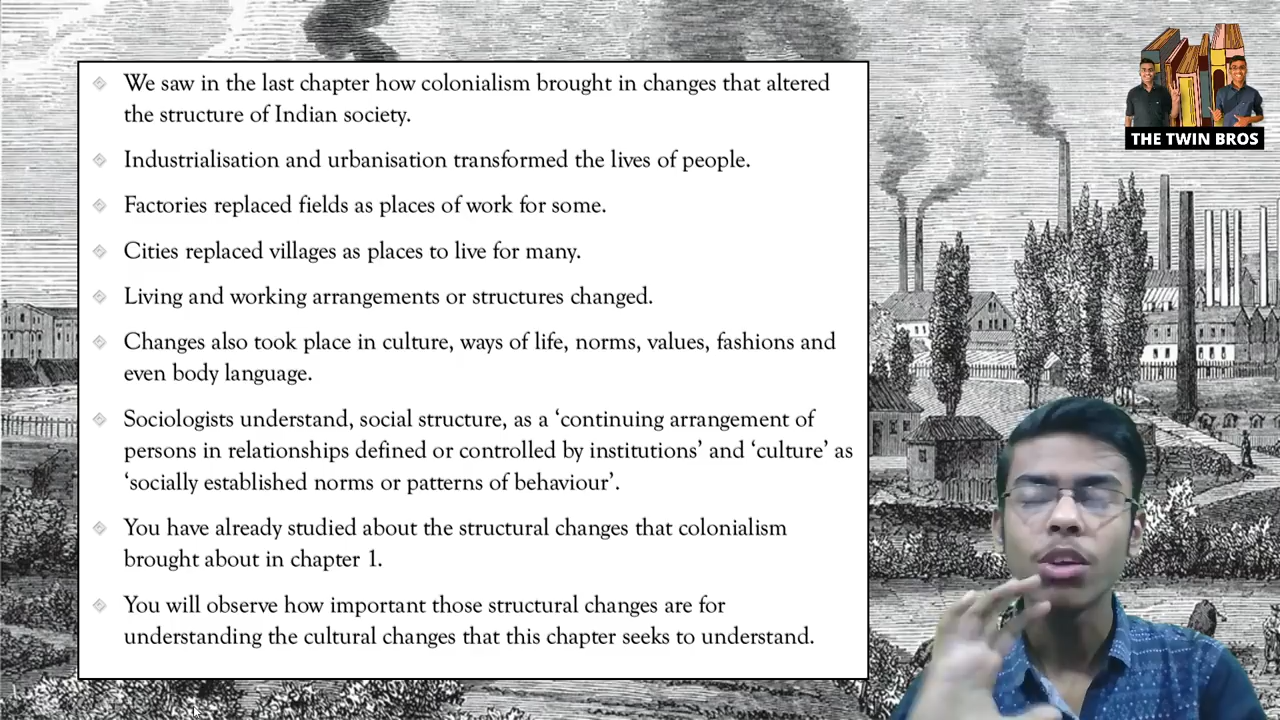 We saw in the last chapter how colonialism brought in changes that altered
the structure of Indian society.
Industrialisation and urbanisation transformed the lives of people.
Factories replaced fields as places of work for some.
Cities replaced villages as places to live for many.
Living and working arrangements or structures changed.
Changes also took place in culture, ways of life, norms, values, fashions and
even body language.
Sociologists understand, social structure, as a ‘continuing arrangement of
persons in relationships defined or controlled by institutions’ and ‘culture’ as
‘socially established norms or patterns of behaviour’.
You have already studied about the structural changes that colonialism
brought about in chapter 1.
You will observe how important those structural changes are for
understanding the cultural changes that this chapter seeks to understand.
THE TWIN BROS